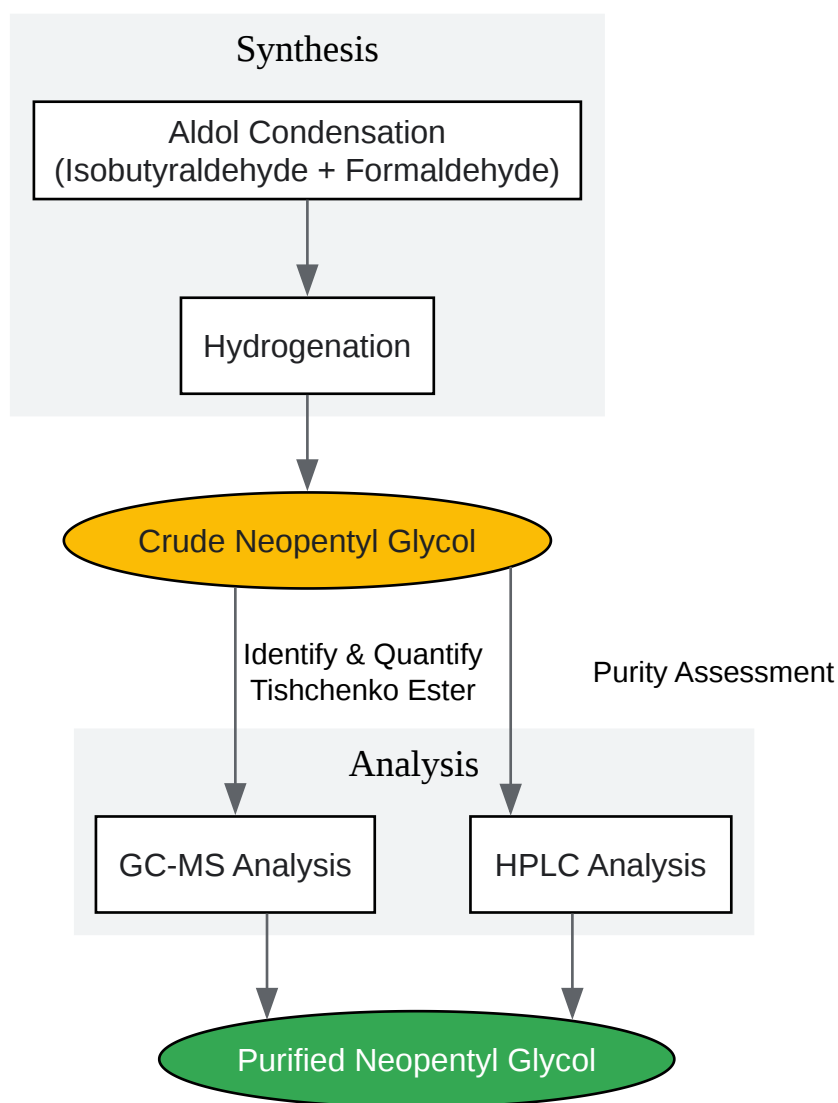 Synthesis
Aldol Condensation
(Isobutyraldehyde + Formaldehyde)
Hydrogenation
Crude Neopentyl Glycol
Identify & Quantify
Tishchenko Ester
Purity Assessment
Analysis
GC-MS Analysis
HPLC Analysis
Purified Neopentyl Glycol